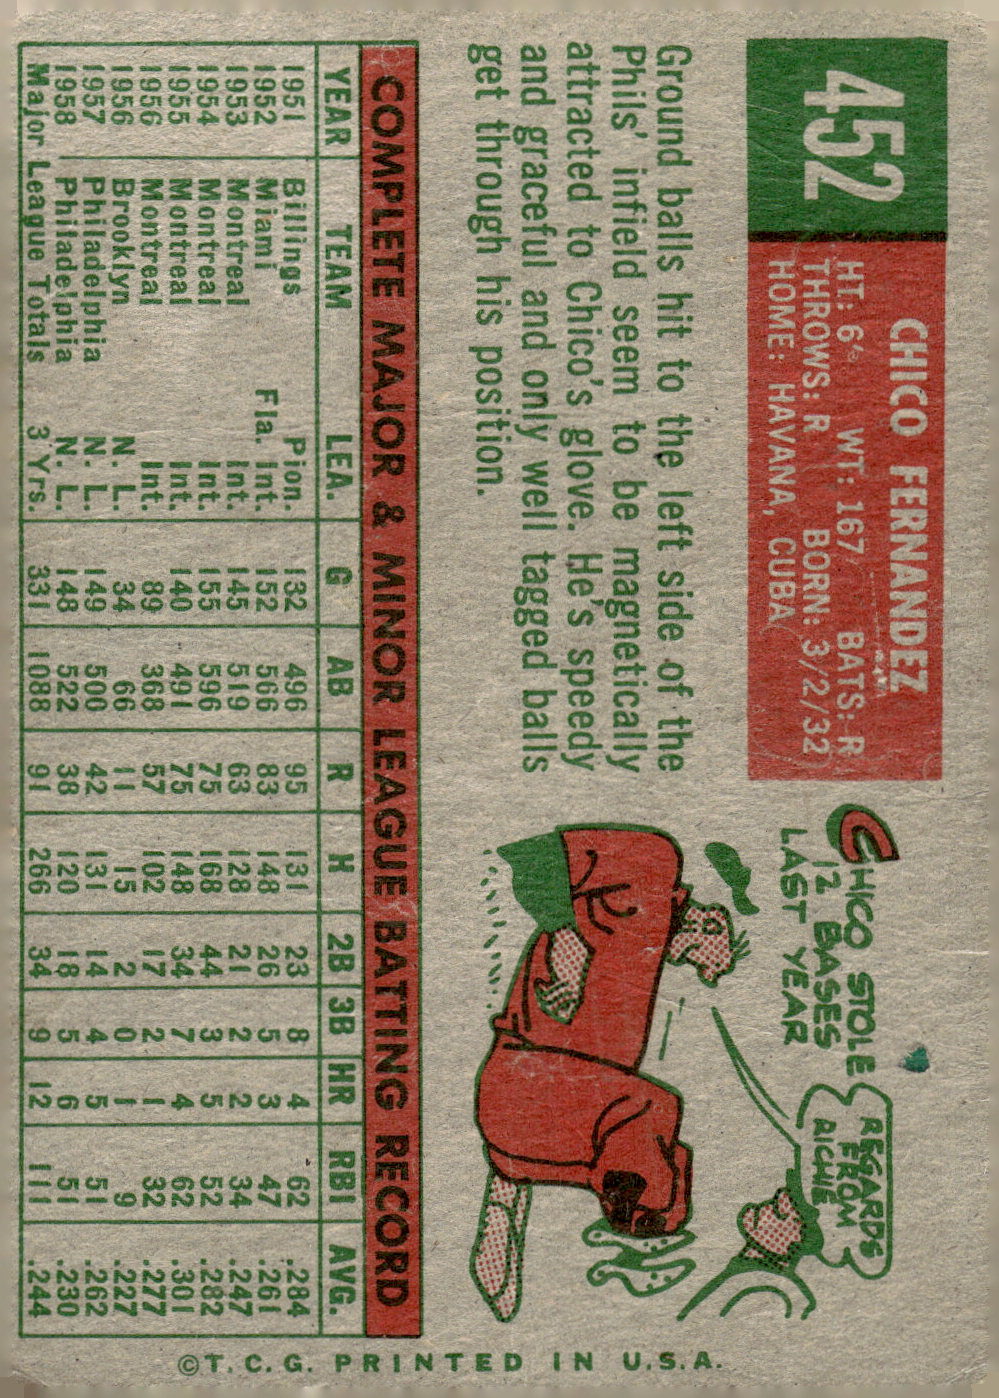 452
CHICO FERNANDEZ
HT: 6' WT: 167 BATS: R
THROWS: R BORN: 3/2/32
HOME: HAVANA, CUBA
Ground balls hit to the left side of the
Phils' infield seem to be magnetically
attracted to Chico's glove. He's speedy
and graceful and only well tagged balls
get through his position.
CHICO STOLE
12 BASES
LAST YEAR
REGARDS
FROM
RICHIE
COMPLETE MAJOR & MINOR LEAGUE BATTING RECORD
YEAR TEAM LEA. G AB R H 2B 3B HR RBI AVG.
1951 Billings Pion. 132 496 95 131 23 8 4 62 .284
1952 Miami Fla. Int. 152 566 83 148 26 5 3 47 .261
1953 Montreal Int. 145 519 63 128 21 2 2 34 .247
1954 Montreal Int. 155 596 75 168 44 3 5 52 .282
1955 Montreal Int. 140 491 75 148 34 7 4 62 .301
1956 Montreal Int. 89 368 57 102 17 2 1 32 .277
1956 Brooklyn N. L. 34 66 11 15 2 0 1 9 .227
1957 Philadelphia N. L. 149 500 42 131 14 4 5 51 .262
1958 Philadelphia N. L. 148 522 38 120 18 5 6 51 .230
Major League Totals 3 Yrs. 331 1088 91 266 34 9 12 111 .244
©T. C. G. PRINTED IN U.S.A.